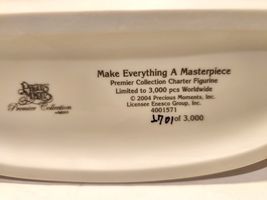 PRECIOUS
MOMENTS
Premier Collection
Make Everything A Masterpiece
Premier Collection Charter Figurine
Limited to 3,000 pcs Worldwide
© 2004 Precious Moments, Inc.
Licensee Enesco Group, Inc.
4001571
1701 of 3,000